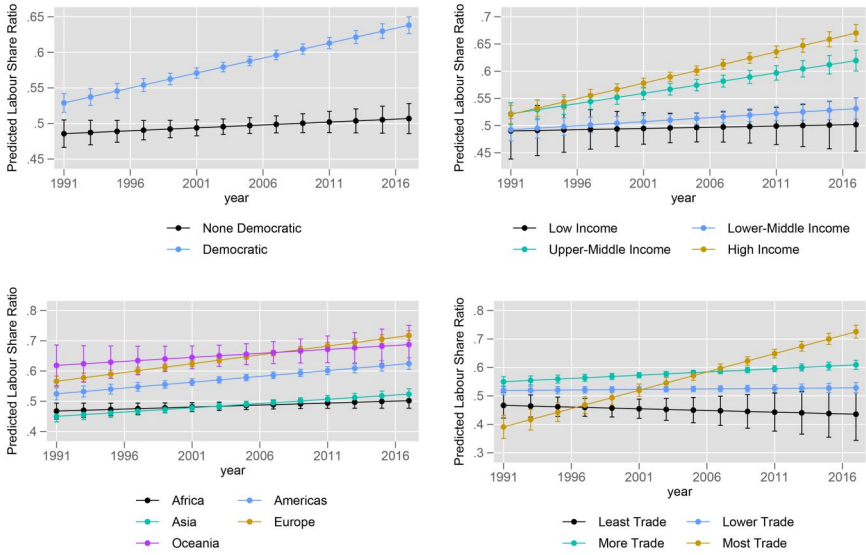 Predicted Labour Share Ratio
.65
.6
.55
.5
.45
1991 1996 2001 2006 2011 2016
year
None Democratic
Democratic
Predicted Labour Share Ratio
.7
.65
.6
.55
.5
.45
1991 1996 2001 2006 2011 2016
year
Low Income Lower-Middle Income
Upper-Middle Income High Income
Predicted Labour Share Ratio
.8
.7
.6
.5
.4
1991 1996 2001 2006 2011 2016
year
Africa Americas
Asia Europe
Oceania
Predicted Labour Share Ratio
.8
.7
.6
.5
.4
.3
1991 1996 2001 2006 2011 2016
year
Least Trade Lower Trade
More Trade Most Trade